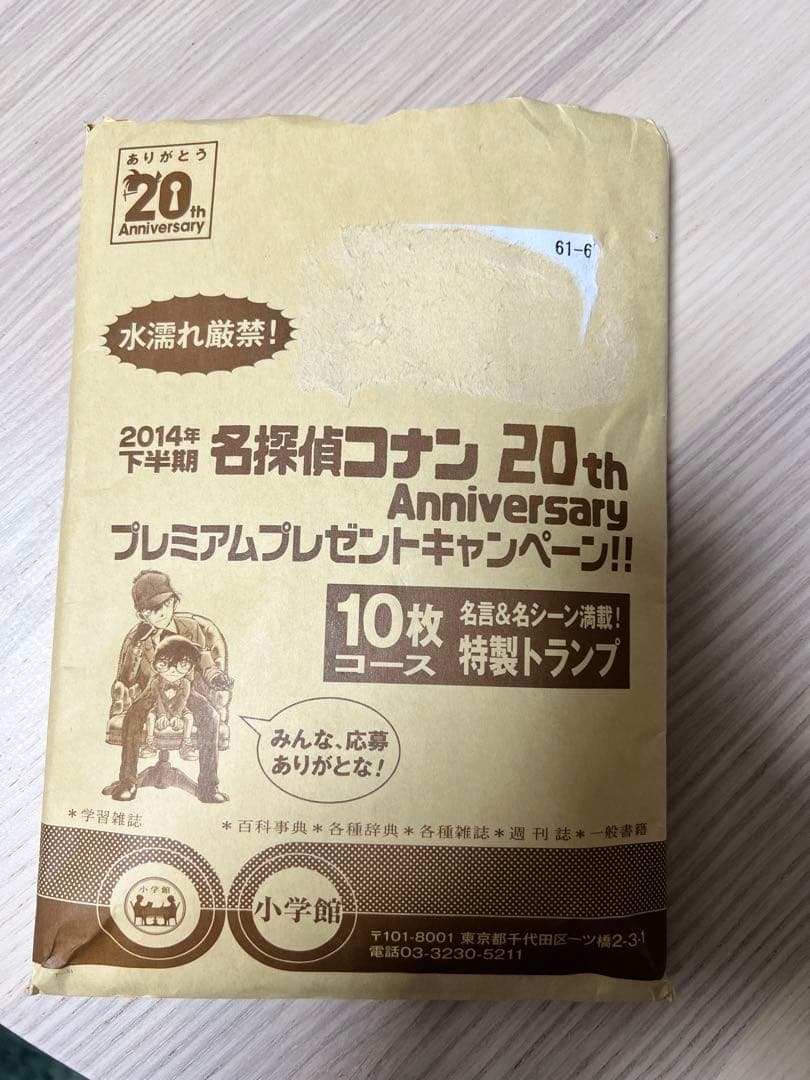 ありがとう
20th
Anniversary
61-6
水濡れ厳禁!
2014年
下半期
名探偵コナン 20th
Anniversary
プレミアムプレゼントキャンペーン!!
10枚
コース
名言&名シーン満載!
特製トランプ
みんな、応募
ありがとな!
*学習雑誌 *百科事典*各種辞典*各種雑誌*週刊誌*一般書籍
小学館
小学館
〒101-8001 東京都千代田区一ツ橋2-3-1
電話03-3230-5211